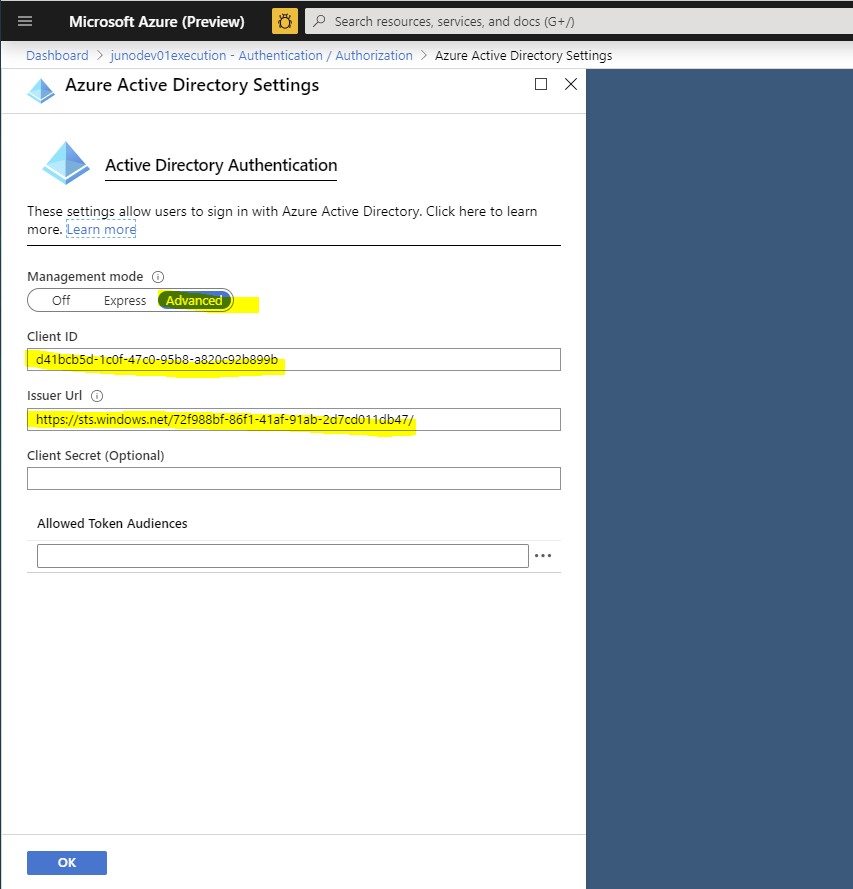 Microsoft Azure (Preview)
Search resources, services, and docs (G+/)
Dashboard > junodev01execution - Authentication / Authorization > Azure Active Directory Settings
Azure Active Directory Settings
Active Directory Authentication
These settings allow users to sign in with Azure Active Directory. Click here to learn
more. Learn more
Management mode
Off Express Advanced
Client ID
d41bcb5d-1c0f-47c0-95b8-a820c92b899b
Issuer Url
https://sts.windows.net/72f988bf-86f1-41af-91ab-2d7cd011db47/
Client Secret (Optional)
Allowed Token Audiences
OK